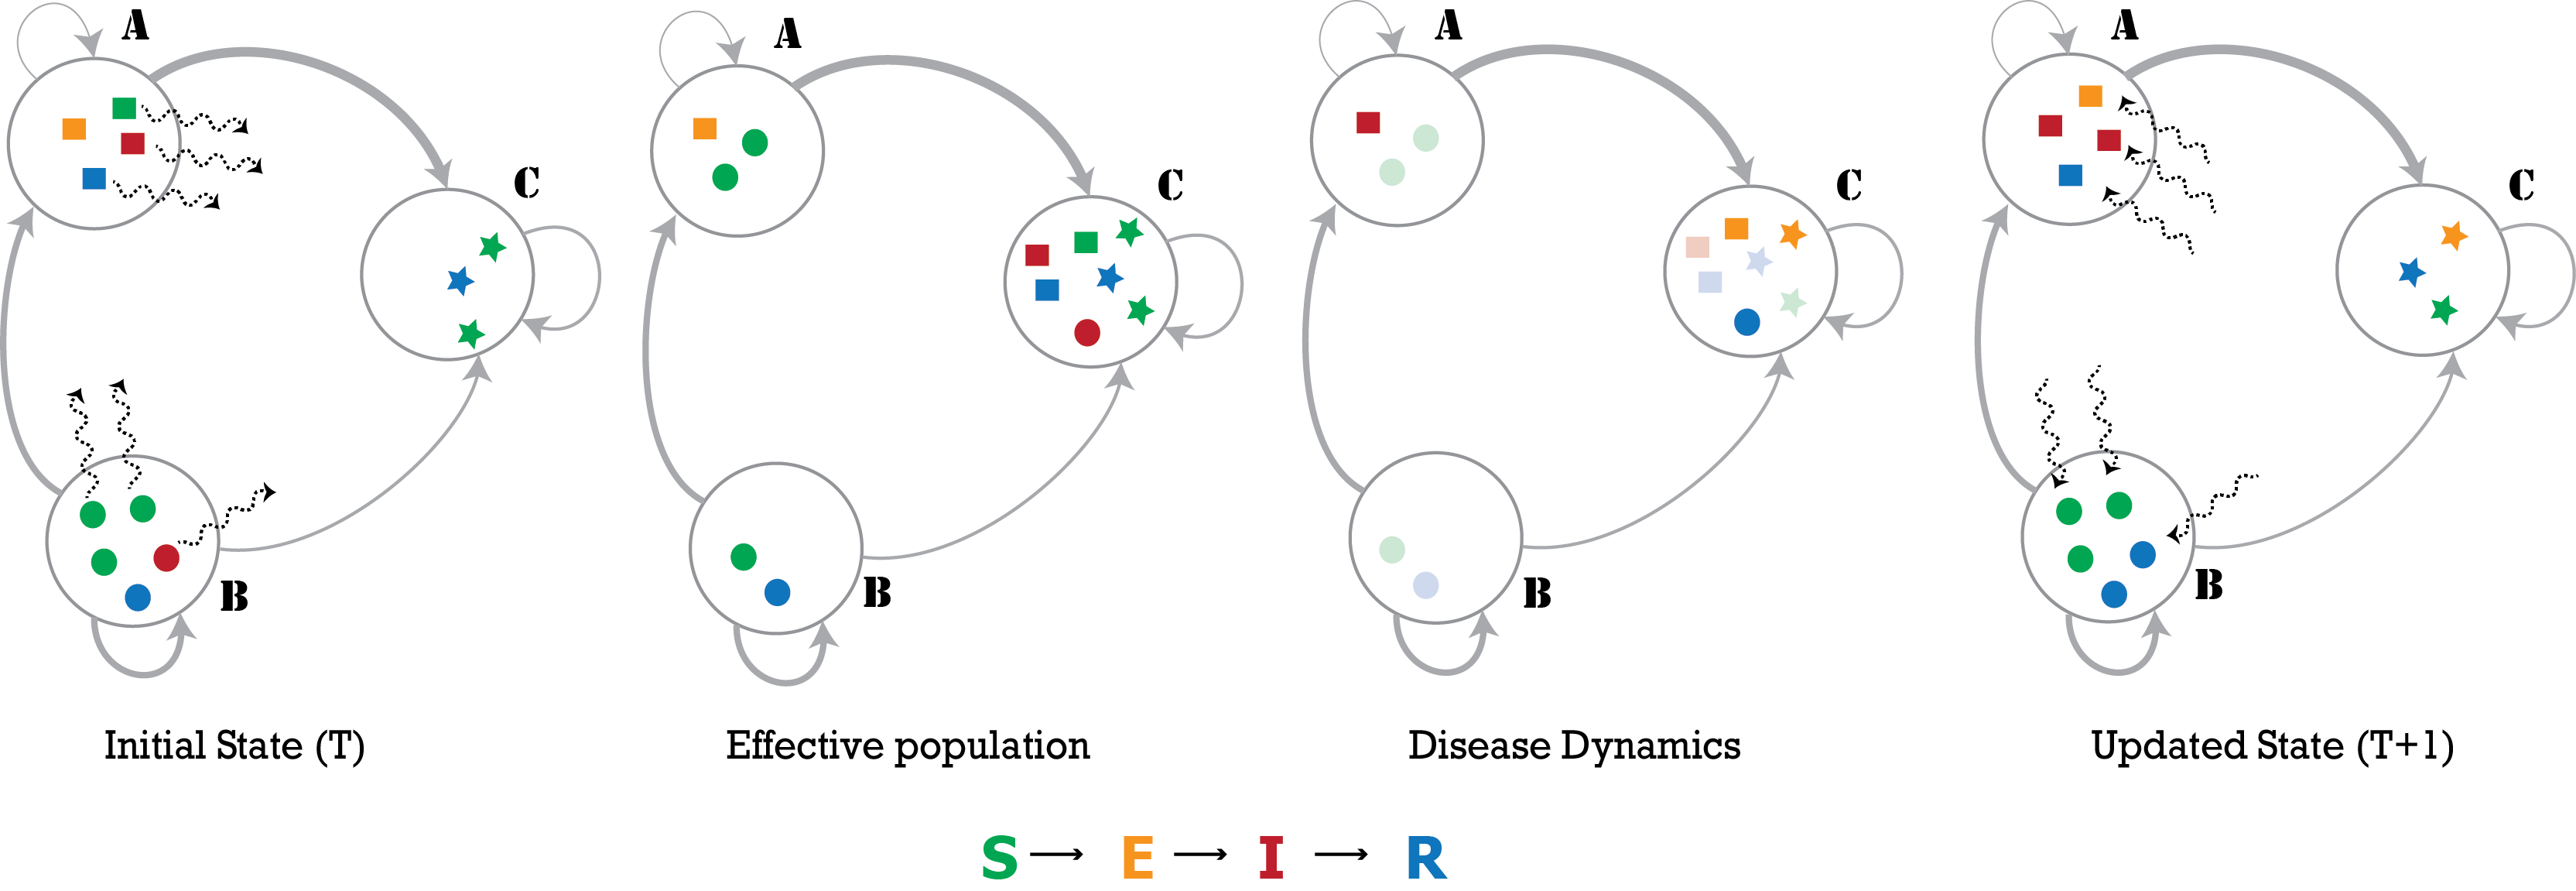 A
C
B
Initial State (T)
A
C
B
Effective population
A
C
B
Disease Dynamics
A
C
B
Updated State (T+1)
S → E → I → R